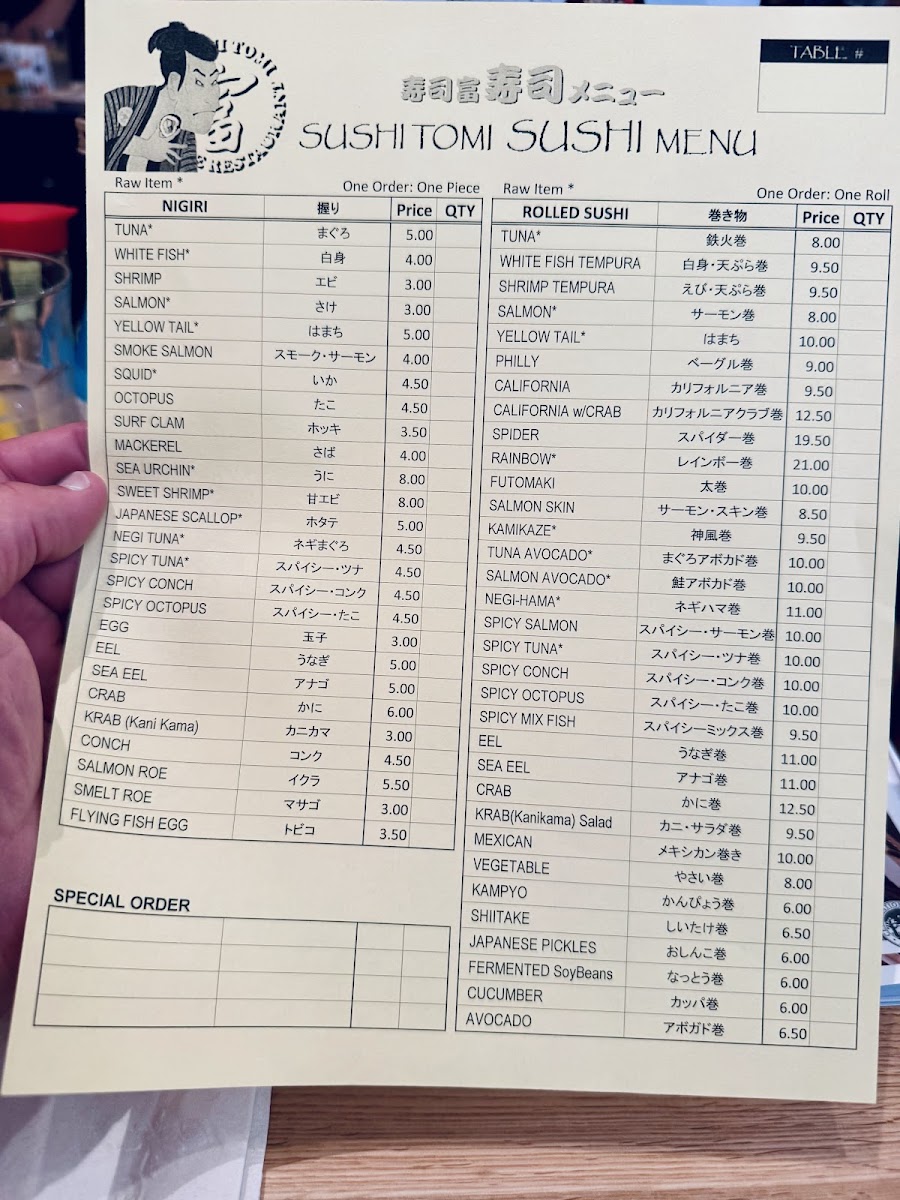 TOMI
富
RESTAURANT
寿司富寿司メニュー
SUSHI TOMI SUSHI MENU
TABLE #
Raw Item * One Order: One Piece
NIGIRI 握り Price QTY
TUNA* まぐろ 5.00
WHITE FISH* 白身 4.00
SHRIMP エビ 3.00
SALMON* さけ 3.00
YELLOW TAIL* はまち 5.00
SMOKE SALMON スモーク・サーモン 4.00
SQUID* いか 4.50
OCTOPUS たこ 4.50
SURF CLAM ホッキ 3.50
MACKEREL さば 4.00
SEA URCHIN* うに 8.00
SWEET SHRIMP* 甘エビ 8.00
JAPANESE SCALLOP* ホタテ 5.00
NEGI TUNA* ネギまぐろ 4.50
SPICY TUNA* スパイシー・ツナ 4.50
SPICY CONCH スパイシー・コンク 4.50
SPICY OCTOPUS スパイシー・たこ 4.50
EGG 玉子 3.00
EEL うなぎ 5.00
SEA EEL アナゴ 5.00
CRAB かに 6.00
KRAB (Kani Kama) カニカマ 3.00
CONCH コンク 4.50
SALMON ROE イクラ 5.50
SMELT ROE マサゴ 3.00
FLYING FISH EGG トビコ 3.50
SPECIAL ORDER
Raw Item * One Order: One Roll
ROLLED SUSHI 巻き物 Price QTY
TUNA* 鉄火巻 8.00
WHITE FISH TEMPURA 白身・天ぷら巻 9.50
SHRIMP TEMPURA えび・天ぷら巻 9.50
SALMON* サーモン巻 8.00
YELLOW TAIL* はまち 10.00
PHILLY ベーグル巻 9.00
CALIFORNIA カリフォルニア巻 9.50
CALIFORNIA w/CRAB カリフォルニアクラブ巻 12.50
SPIDER スパイダー巻 19.50
RAINBOW* レインボー巻 21.00
FUTOMAKI 太巻 10.00
SALMON SKIN サーモン・スキン巻 8.50
KAMIKAZE* 神風巻 9.50
TUNA AVOCADO* まぐろアボカド巻 10.00
SALMON AVOCADO* 鮭アボカド巻 10.00
NEGI-HAMA* ネギハマ巻 11.00
SPICY SALMON スパイシー・サーモン巻 10.00
SPICY TUNA* スパイシー・ツナ巻 10.00
SPICY CONCH スパイシー・コンク巻 10.00
SPICY OCTOPUS スパイシー・たこ巻 10.00
SPICY MIX FISH スパイシーミックス巻 9.50
EEL うなぎ巻 11.00
SEA EEL アナゴ巻 11.00
CRAB かに巻 12.50
KRAB(Kanikama) Salad カニ・サラダ巻 9.50
MEXICAN メキシカン巻き 10.00
VEGETABLE やさい巻 8.00
KAMPYO かんぴょう巻 6.00
SHIITAKE しいたけ巻 6.50
JAPANESE PICKLES おしんこ巻 6.00
FERMENTED SoyBeans なっとう巻 6.00
CUCUMBER カッパ巻 6.00
AVOCADO アボガド巻 6.50